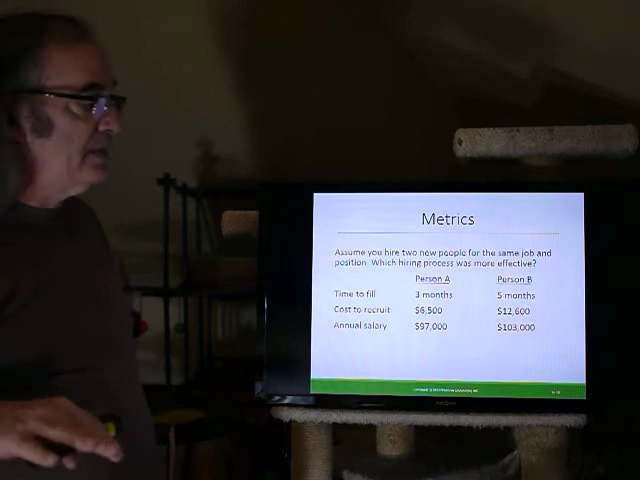 Metrics
Assume you hire two new people for the same job and
position. Which hiring process was more effective?
Person A Person B
Time to fill 3 months 5 months
Cost to recruit $6,500 $12,600
Annual salary $97,000 $103,000